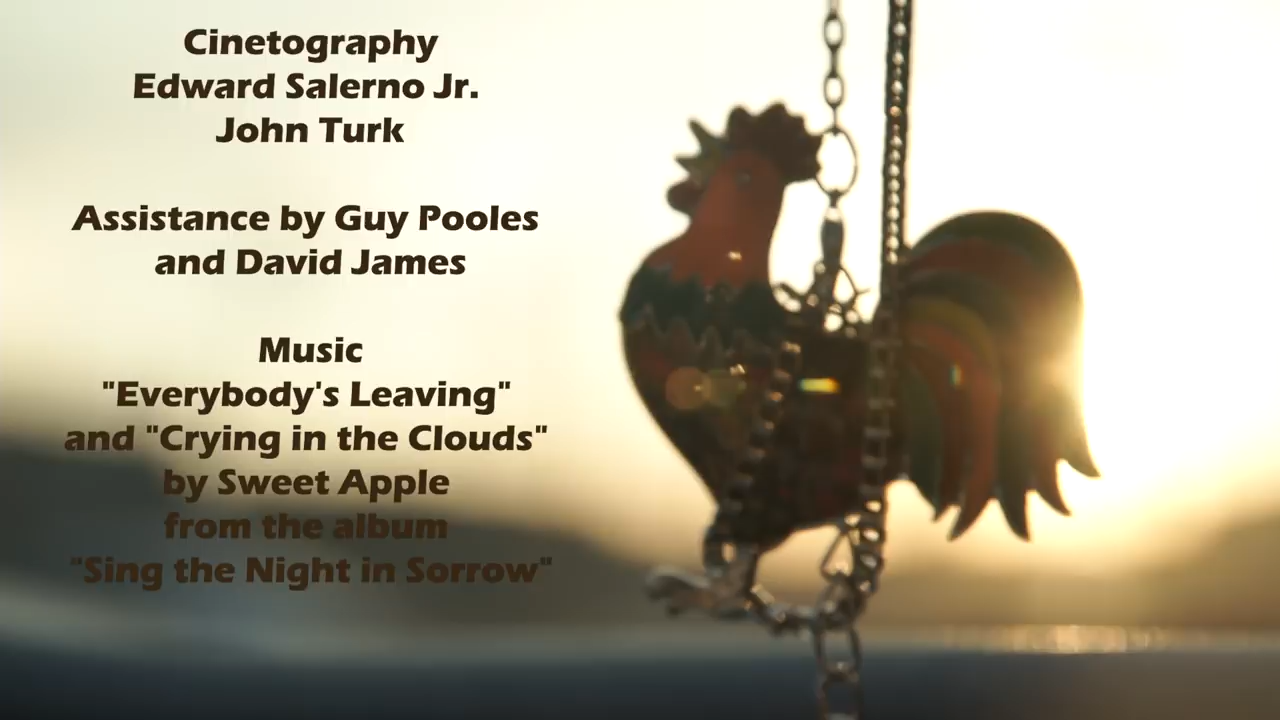 Cinetography
Edward Salerno Jr.
John Turk
Assistance by Guy Pooles
and David James
Music
"Everybody's Leaving"
and "Crying in the Clouds"
by Sweet Apple
from the album
"Sing the Night in Sorrow"